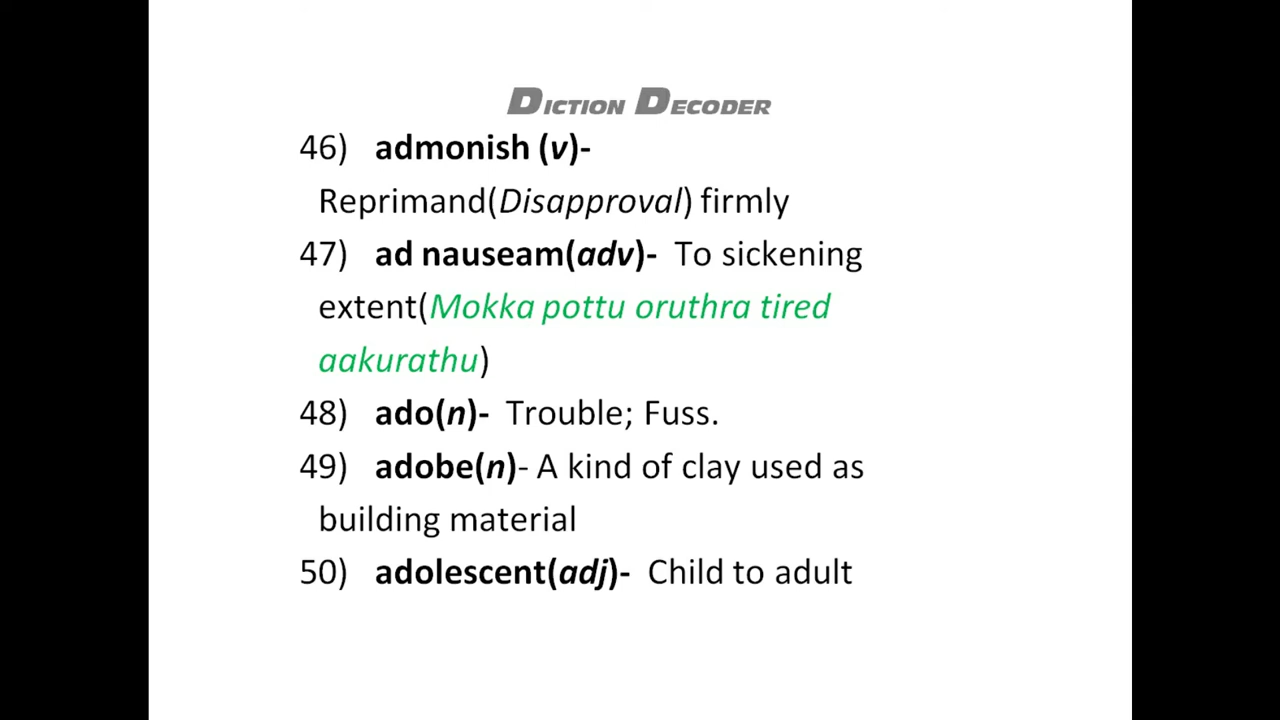 DICTION DECODER
46) admonish (v)-
Reprimand(Disapproval) firmly
47) ad nauseam(adv)- To sickening
extent(Mokka pottu oruthra tired
aakurathu)
48) ado(n)- Trouble; Fuss.
49) adobe(n)- A kind of clay used as
building material
50) adolescent(adj)- Child to adult